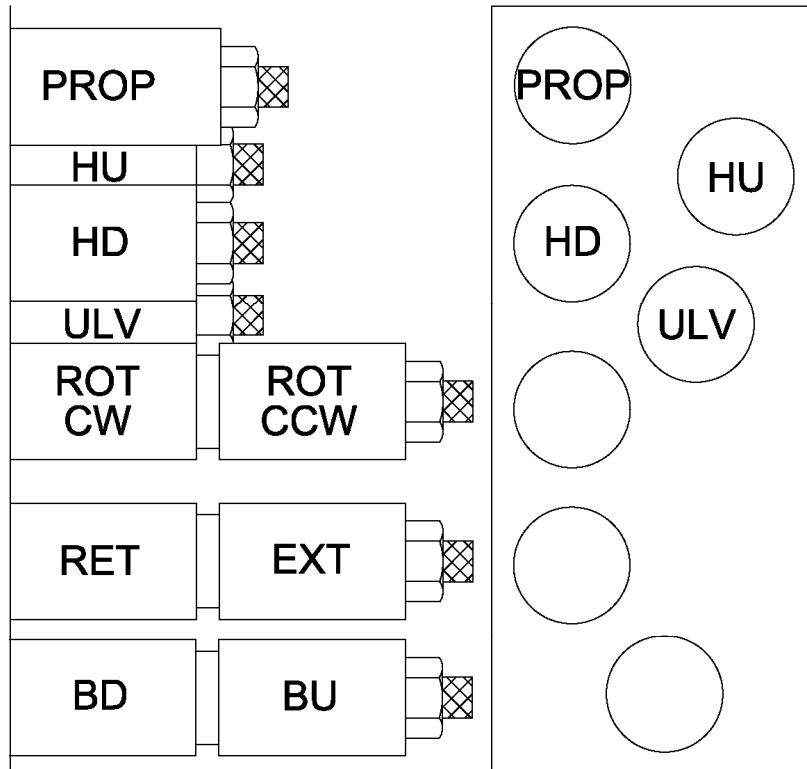 PROP
HU
HD
ULV
ROT
CW
ROT
CCW
RET
EXT
BD
BU
PROP
HU
HD
ULV